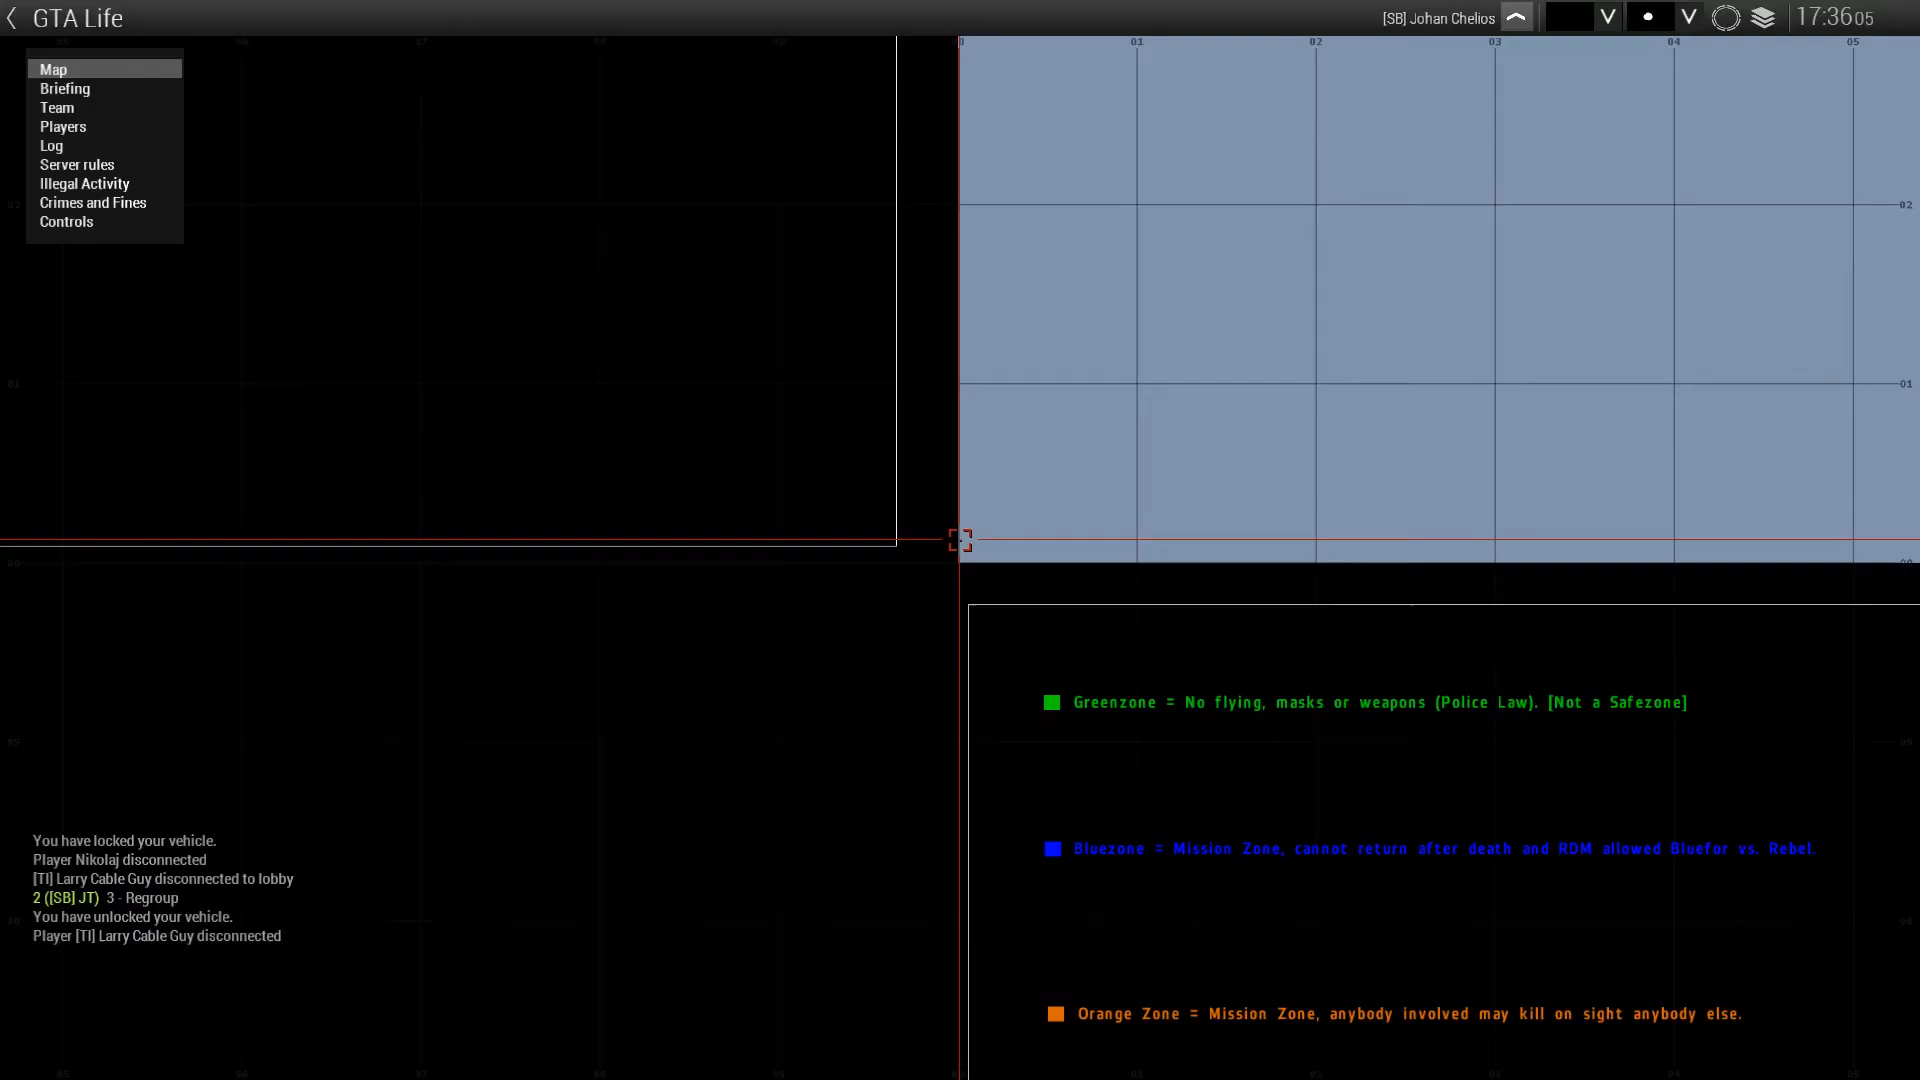 GTA Life
[SB] Johan Chelios
17:36 05
01 02 03 04 05
Map
Briefing
Team
Players
Log
Server rules
Illegal Activity
Crimes and Fines
Controls
02
01
Greenzone = No flying, masks or weapons (Police Law). [Not a Safezone]
Bluezone = Mission Zone, cannot return after death and RDM allowed Bluefor vs. Rebel.
Orange Zone = Mission Zone, anybody involved may kill on sight anybody else.
You have locked your vehicle.
Player Nikolaj disconnected
[TI] Larry Cable Guy disconnected to lobby
2 ([SB] JT) 3 - Regroup
You have unlocked your vehicle.
Player [TI] Larry Cable Guy disconnected